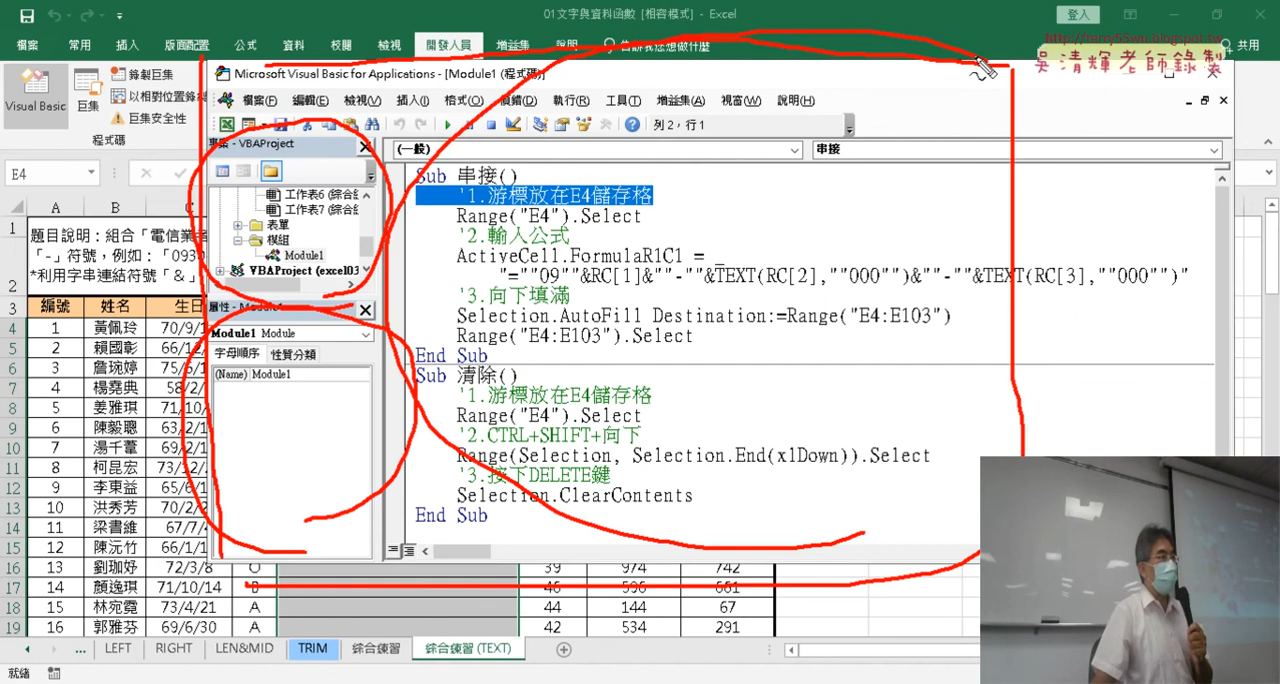 01文字與資料函數 [相容模式] - Excel
登入
檔案 常用 插入 版面配置 公式 資料 校閱 檢視 開發人員 增益集 說明 告訴我您想做什麼 共用
http://terry55wu.blogspot.tw
吳清輝老師錄製
Visual Basic 巨集
錄製巨集
以相對位置錄
巨集安全性
程式碼
Microsoft Visual Basic for Applications - [Module1 (程式碼)]
檔案(F) 編輯(E) 檢視(V) 插入(I) 格式(O) 偵錯(D) 執行(R) 工具(T) 增益集(A) 視窗(W) 說明(H)
列 2，行 1
專案 - VBAProject
工作表6 (綜合
工作表7 (綜合
表單
模組
Module1
VBAProject (excel03
屬性 - Module1
Module1 Module
字母順序 性質分類
(Name) Module1
(一般) 串接
Sub 串接()
'1.游標放在E4儲存格
Range("E4").Select
'2.輸入公式
ActiveCell.FormulaR1C1 = _
"=""09""&RC[1]&""-""&TEXT(RC[2],""000"")&""-""&TEXT(RC[3],""000"")"
'3.向下填滿
Selection.AutoFill Destination:=Range("E4:E103")
Range("E4:E103").Select
End Sub
Sub 清除()
'1.游標放在E4儲存格
Range("E4").Select
'2.CTRL+SHIFT+向下
Range(Selection, Selection.End(xlDown)).Select
'3.按下DELETE鍵
Selection.ClearContents
End Sub
E4
A B C
1 題目說明：組合「電信業者
「-」符號，例如：「093
2 *利用字串連結符號「&」
3 編號 姓名 生日
4 1 黃佩玲 70/9/1
5 2 賴國彰 66/12/
6 3 詹琬婷 75/5/1
7 4 楊堯典 58/2/
8 5 姜雅琪 71/10/
9 6 陳毅聰 63/2/1
10 7 湯千葦 69/2/1
11 8 柯昆宏 73/12/2
12 9 李東益 65/6/1
13 10 洪秀芳 70/2/2
14 11 梁書維 67/7/4
15 12 陳沅竹 66/1/1
16 13 劉珈妤 72/3/8 O 39 974 742
17 14 顏逸琪 71/10/14 B 46 596 661
18 15 林宛霓 73/4/21 A 44 144 67
19 16 郭雅芬 69/6/30 A 42 534 291
... LEFT RIGHT LEN&MID TRIM 綜合練習 綜合練習 (TEXT)
就緒